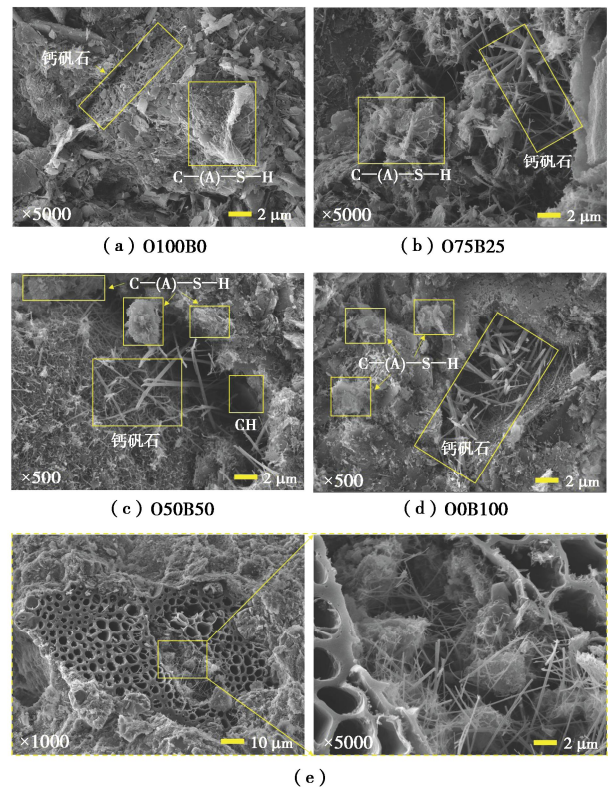 钙矾石
C—(A)—S—H
×5000
2 μm
(a) O100B0
钙矾石
C—(A)—S—H
×5000
2 μm
(b) O75B25
C—(A)—S—H
钙矾石
CH
×500
2 μm
(c) O50B50
C—(A)—S—H
钙矾石
×500
2 μm
(d) O0B100
×1000
10 μm
×5000
2 μm
(e)